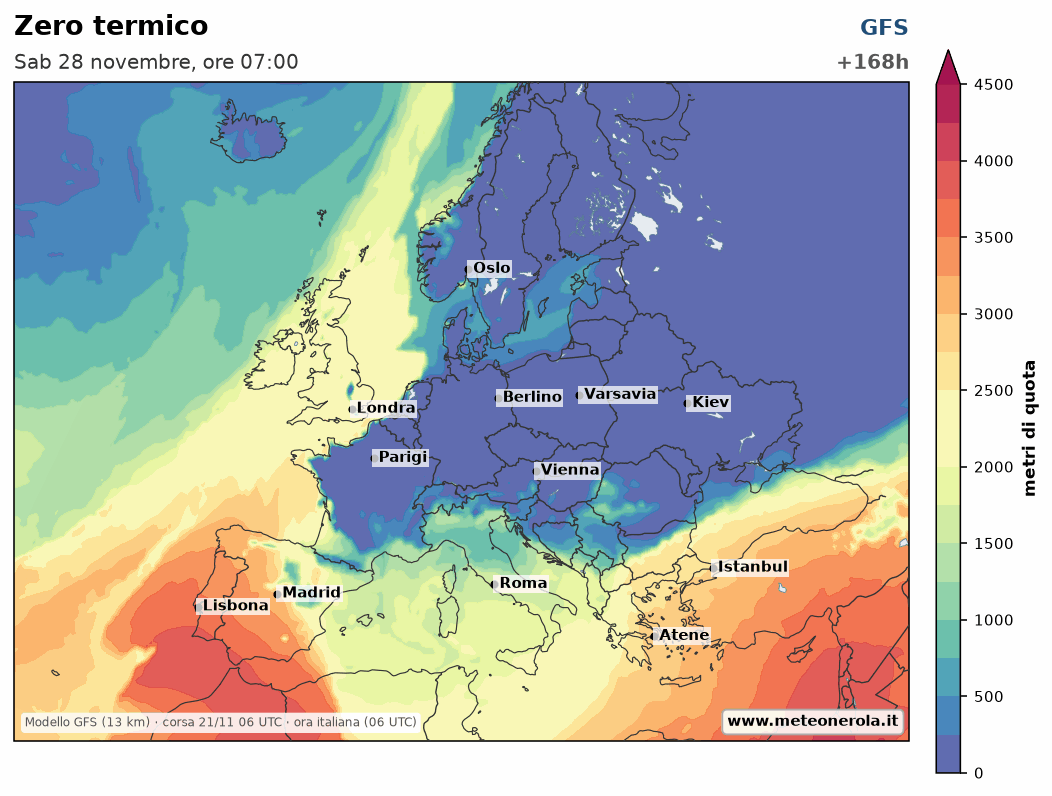 Zero termico
GFS
Sab 28 novembre, ore 07:00
+168h
4500
4000
3500
3000
2500
2000
1500
1000
500
0
metri di quota
Oslo
Londra
Berlino
Varsavia
Kiev
Parigi
Vienna
Istanbul
Roma
Madrid
Lisbona
Atene
Modello GFS (13 km) · corsa 21/11 06 UTC · ora italiana (06 UTC)
www.meteonerola.it